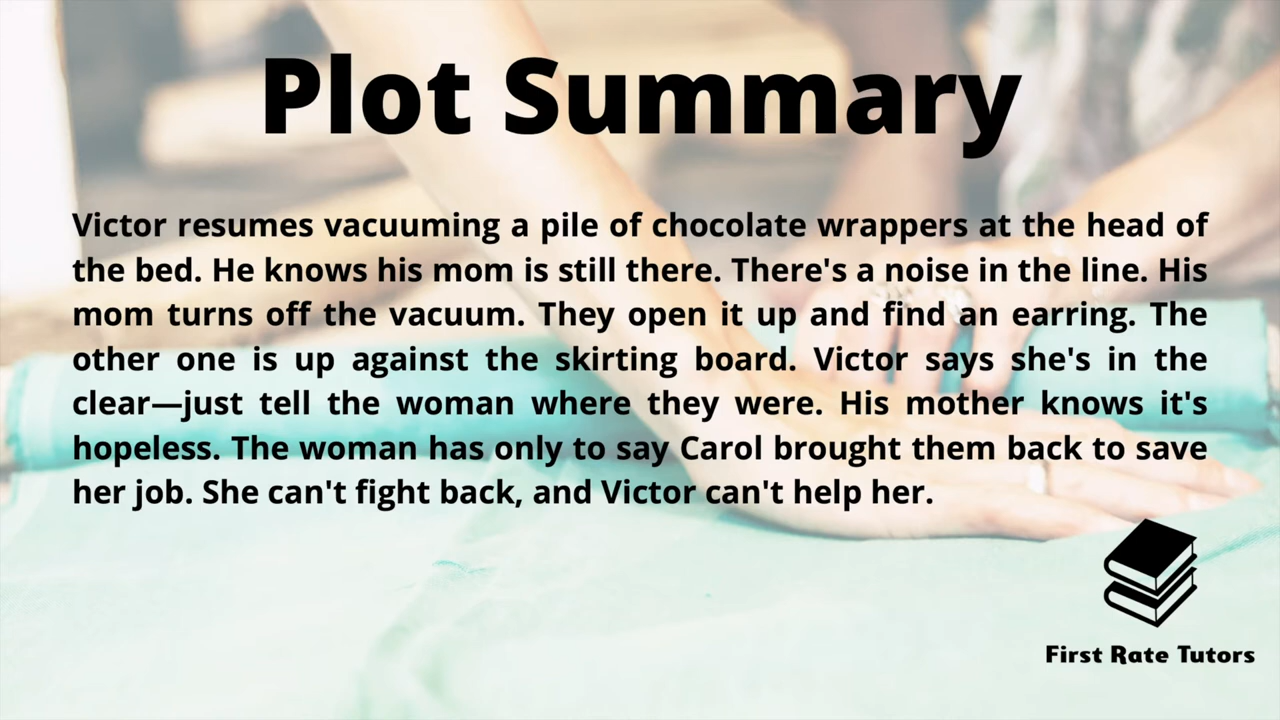 Plot Summary
Victor resumes vacuuming a pile of chocolate wrappers at the head of
the bed. He knows his mom is still there. There's a noise in the line. His
mom turns off the vacuum. They open it up and find an earring. The
other one is up against the skirting board. Victor says she's in the
clear—just tell the woman where they were. His mother knows it's
hopeless. The woman has only to say Carol brought them back to save
her job. She can't fight back, and Victor can't help her.
First Rate Tutors